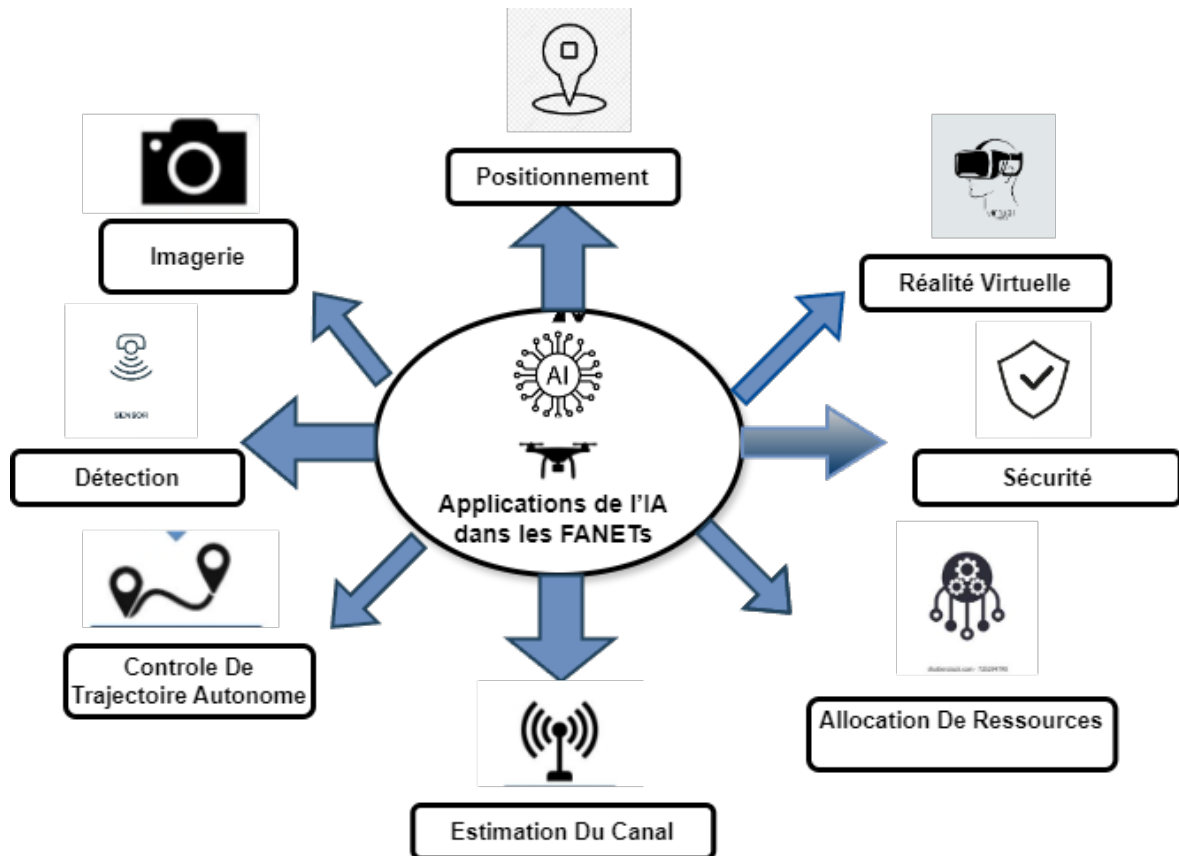 Positionnement
Imagerie
Réalité Virtuelle
SENSOR
Détection
AI
Applications de l'IA
dans les FANETs
Sécurité
Controle De
Trajectoire Autonome
Allocation De Ressources
Estimation Du Canal